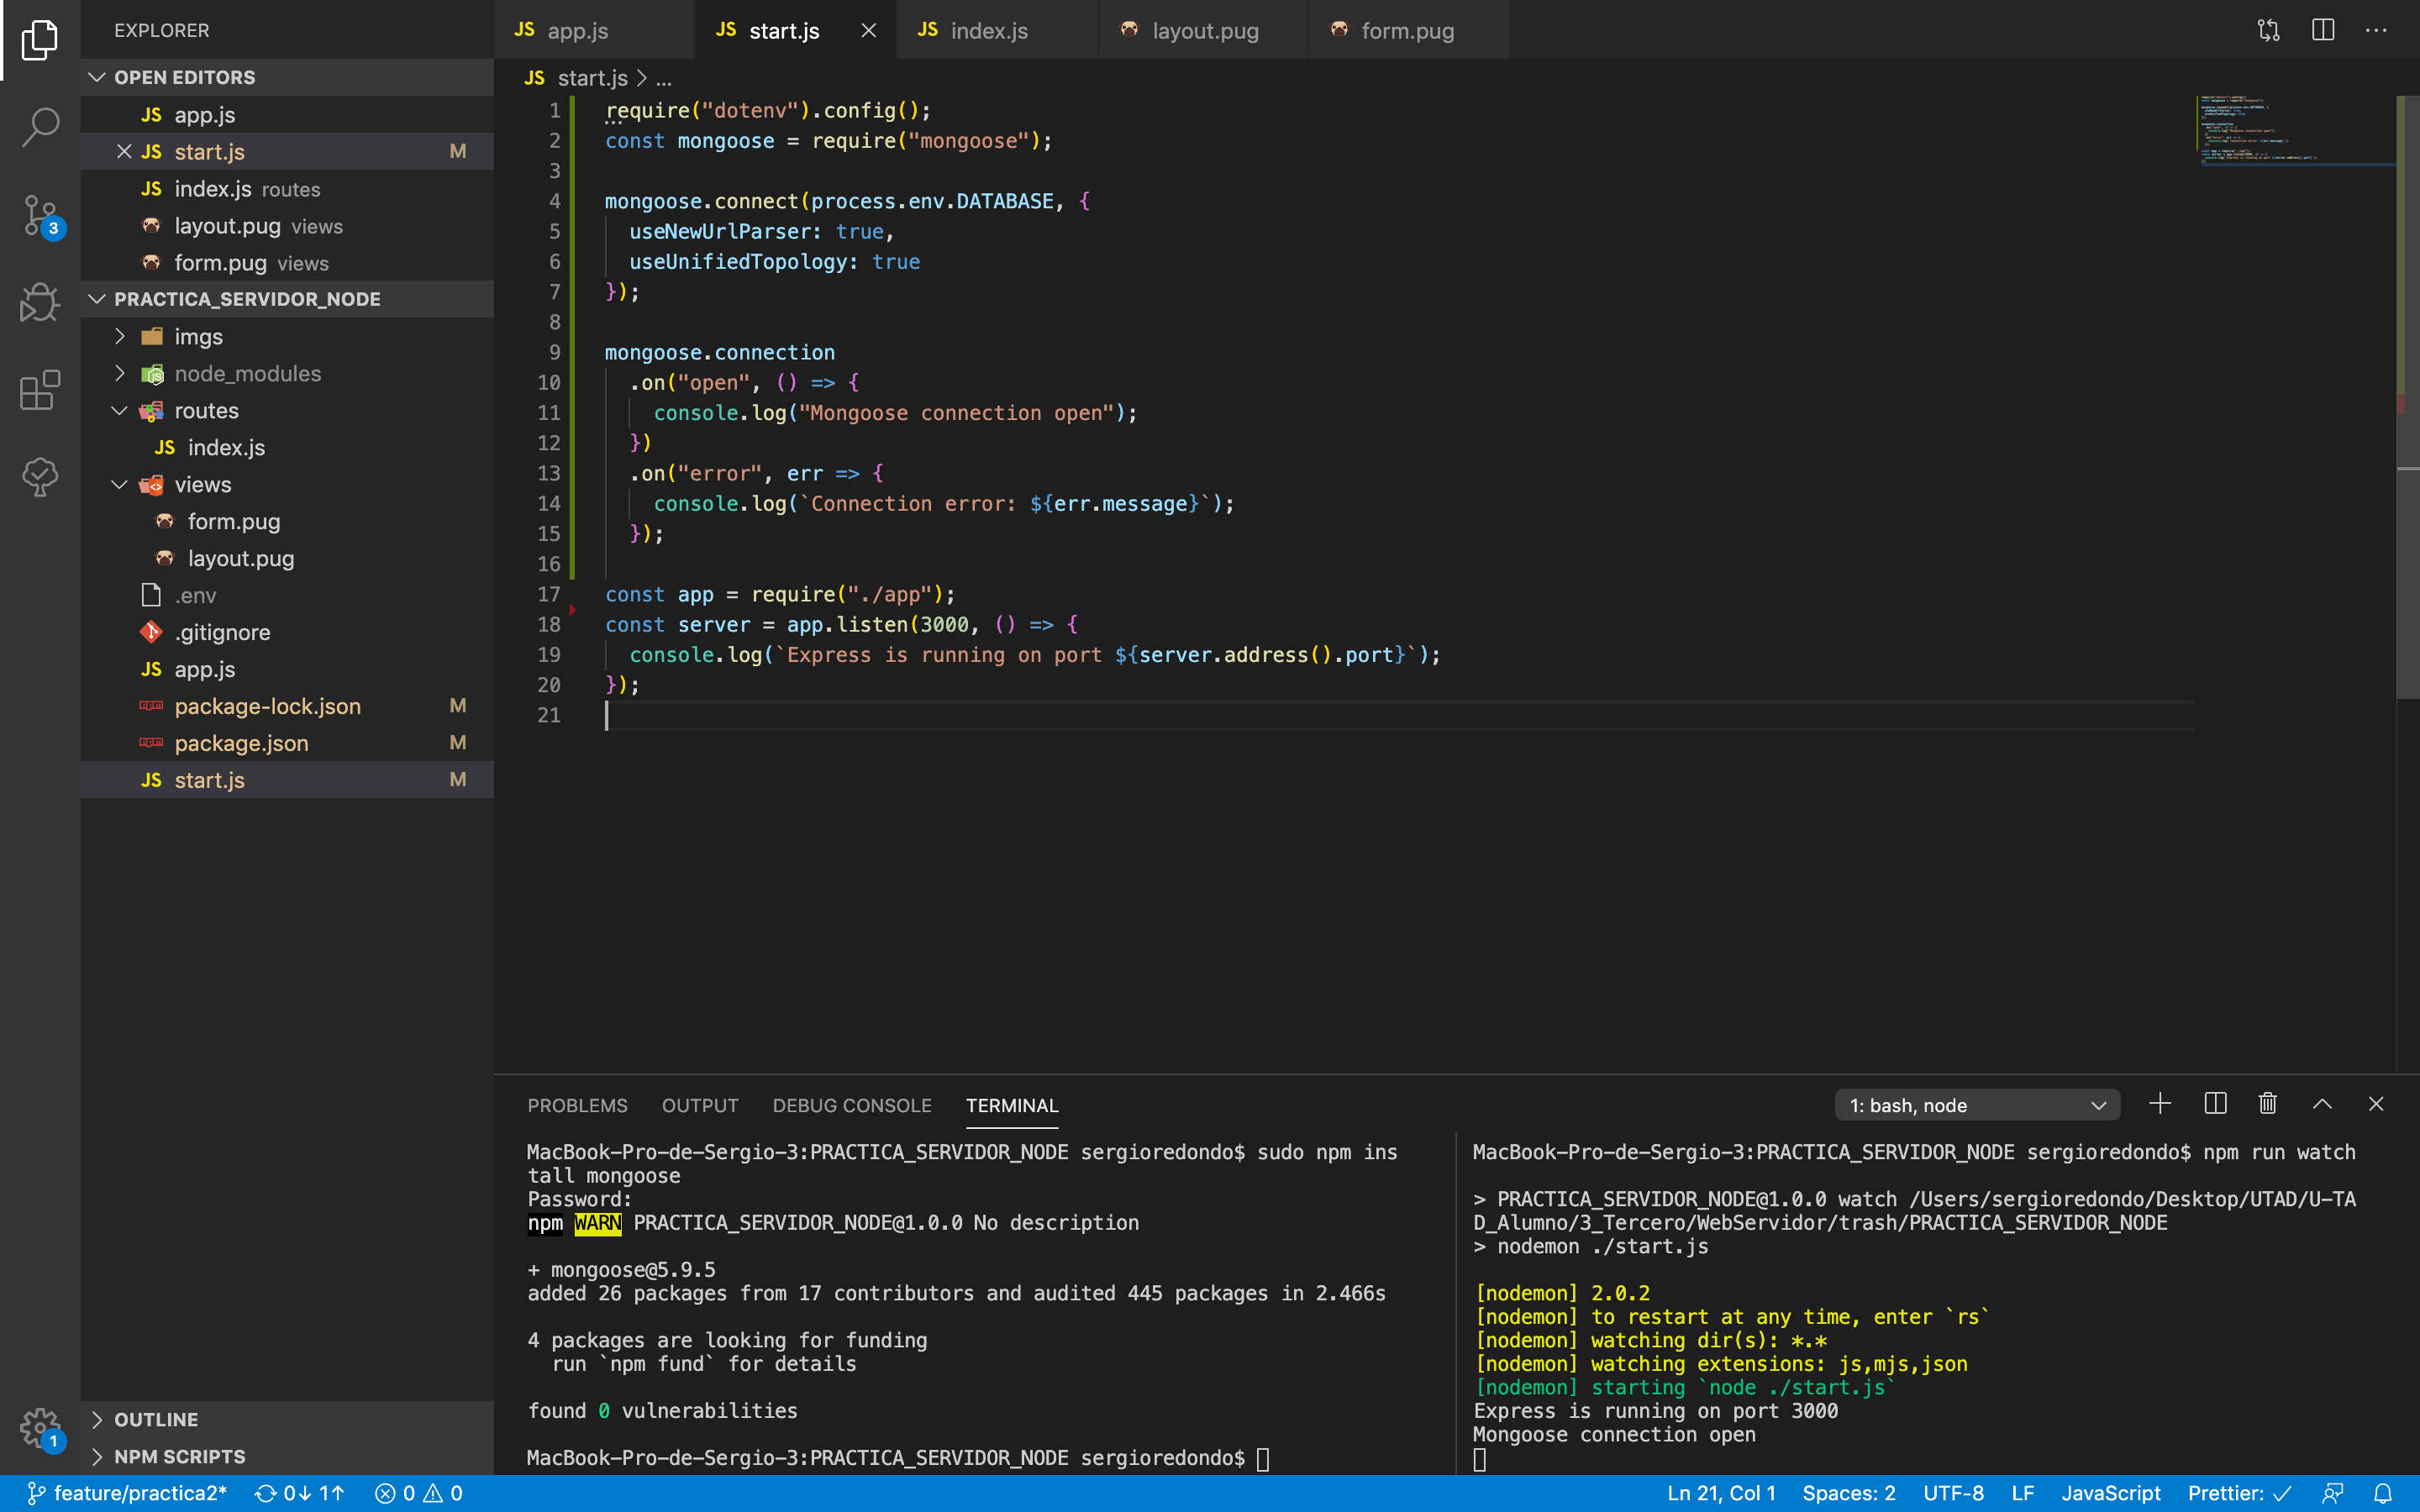 EXPLORER
OPEN EDITORS
JS app.js
JS start.js M
JS index.js routes
layout.pug views
form.pug views
3
PRACTICA_SERVIDOR_NODE
imgs
node_modules
routes
JS index.js
views
form.pug
layout.pug
.env
.gitignore
JS app.js
package-lock.json M
package.json M
JS start.js M
OUTLINE
NPM SCRIPTS
1
JS app.js JS start.js JS index.js layout.pug form.pug
JS start.js > ...
1 require("dotenv").config();
2 const mongoose = require("mongoose");
3
4 mongoose.connect(process.env.DATABASE, {
5 useNewUrlParser: true,
6 useUnifiedTopology: true
7 });
8
9 mongoose.connection
10 .on("open", () => {
11 console.log("Mongoose connection open");
12 })
13 .on("error", err => {
14 console.log(`Connection error: ${err.message}`);
15 });
16
17 const app = require("./app");
18 const server = app.listen(3000, () => {
19 console.log(`Express is running on port ${server.address().port}`);
20 });
21
PROBLEMS OUTPUT DEBUG CONSOLE TERMINAL
1: bash, node
MacBook-Pro-de-Sergio-3:PRACTICA_SERVIDOR_NODE sergioredondo$ sudo npm ins
tall mongoose
Password:
npm WARN PRACTICA_SERVIDOR_NODE@1.0.0 No description
+ mongoose@5.9.5
added 26 packages from 17 contributors and audited 445 packages in 2.466s
4 packages are looking for funding
run `npm fund` for details
found 0 vulnerabilities
MacBook-Pro-de-Sergio-3:PRACTICA_SERVIDOR_NODE sergioredondo$
MacBook-Pro-de-Sergio-3:PRACTICA_SERVIDOR_NODE sergioredondo$ npm run watch
> PRACTICA_SERVIDOR_NODE@1.0.0 watch /Users/sergioredondo/Desktop/UTAD/U-TA
D_Alumno/3_Tercero/WebServidor/trash/PRACTICA_SERVIDOR_NODE
> nodemon ./start.js
[nodemon] 2.0.2
[nodemon] to restart at any time, enter `rs`
[nodemon] watching dir(s): *.*
[nodemon] watching extensions: js,mjs,json
[nodemon] starting `node ./start.js`
Express is running on port 3000
Mongoose connection open
feature/practica2* 0↓ 1↑ 0 0 Ln 21, Col 1 Spaces: 2 UTF-8 LF JavaScript Prettier: ✓